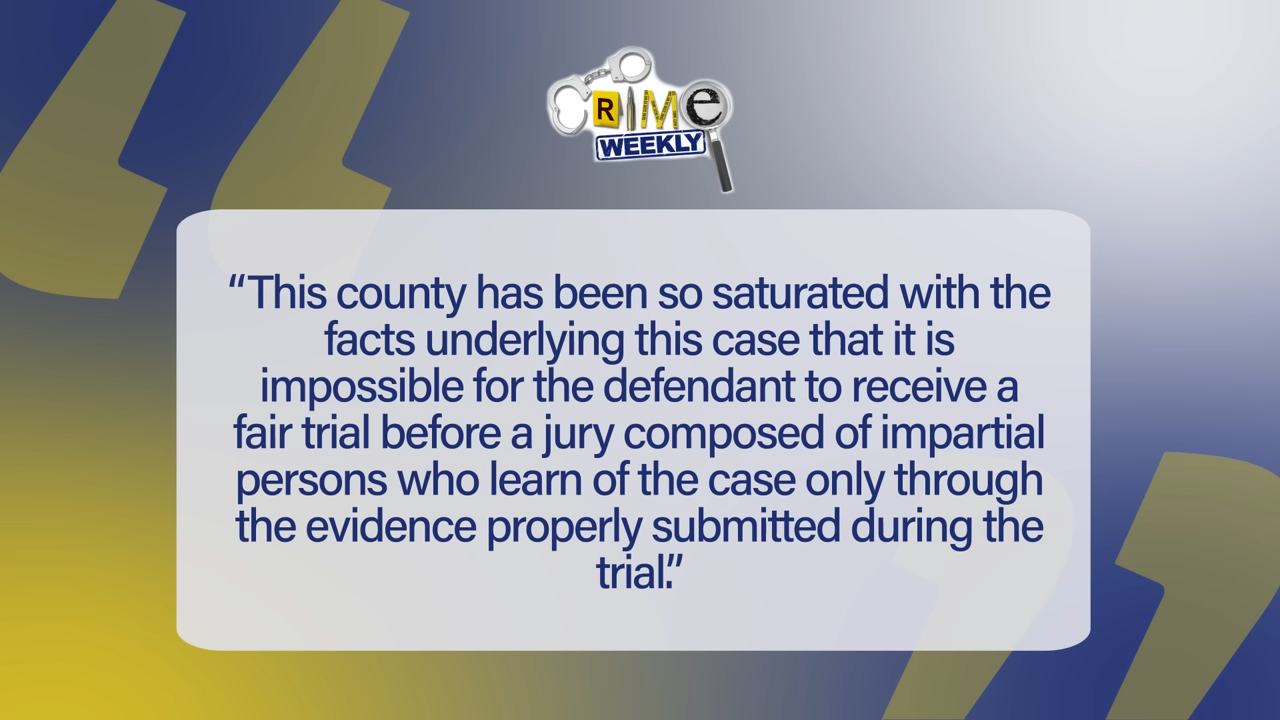 CRIME
WEEKLY
“This county has been so saturated with the
facts underlying this case that it is
impossible for the defendant to receive a
fair trial before a jury composed of impartial
persons who learn of the case only through
the evidence properly submitted during the
trial.”